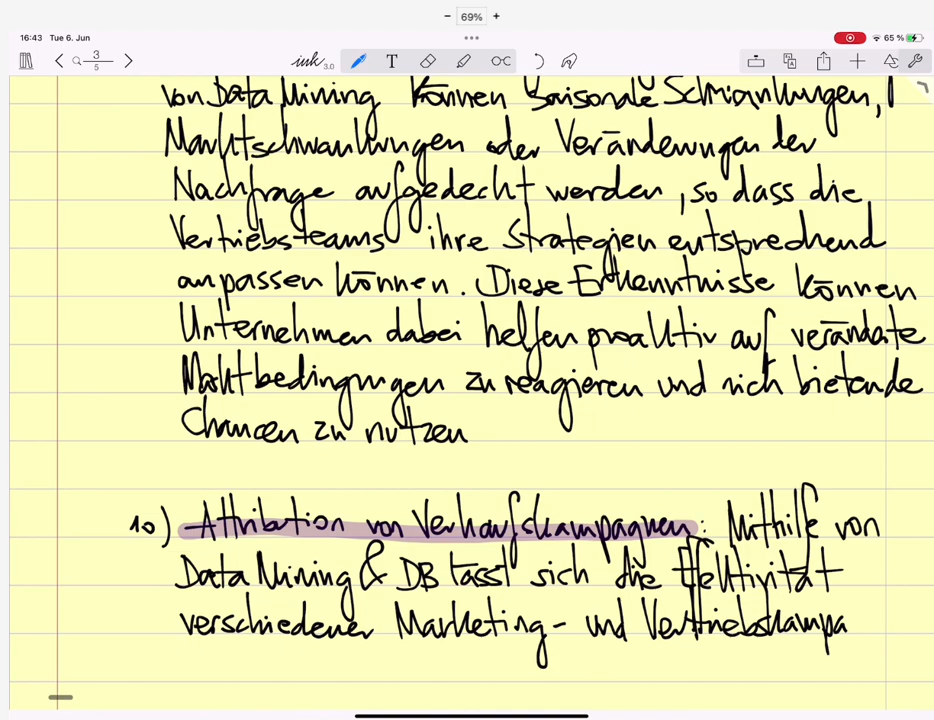 − 69% +
16:43 Tue 6. Jun 65 %
3
5
ink 3.0 T
von Data Mining können saisonale Schwankungen,
Marktschwankungen oder Veränderungen der
Nachfrage aufgedeckt werden, so dass die
Vertriebsteams ihre Strategien entsprechend
anpassen können. Diese Erkenntnisse können
Unternehmen dabei helfen proaktiv auf veränderte
Marktbedingungen zu reagieren und sich bietende
Chancen zu nutzen
10) Attribution von Verkaufskampagnen: Mithilfe von
Data Mining & DB lässt sich die Effektivität
verschiedener Marketing- und Vertriebskampa